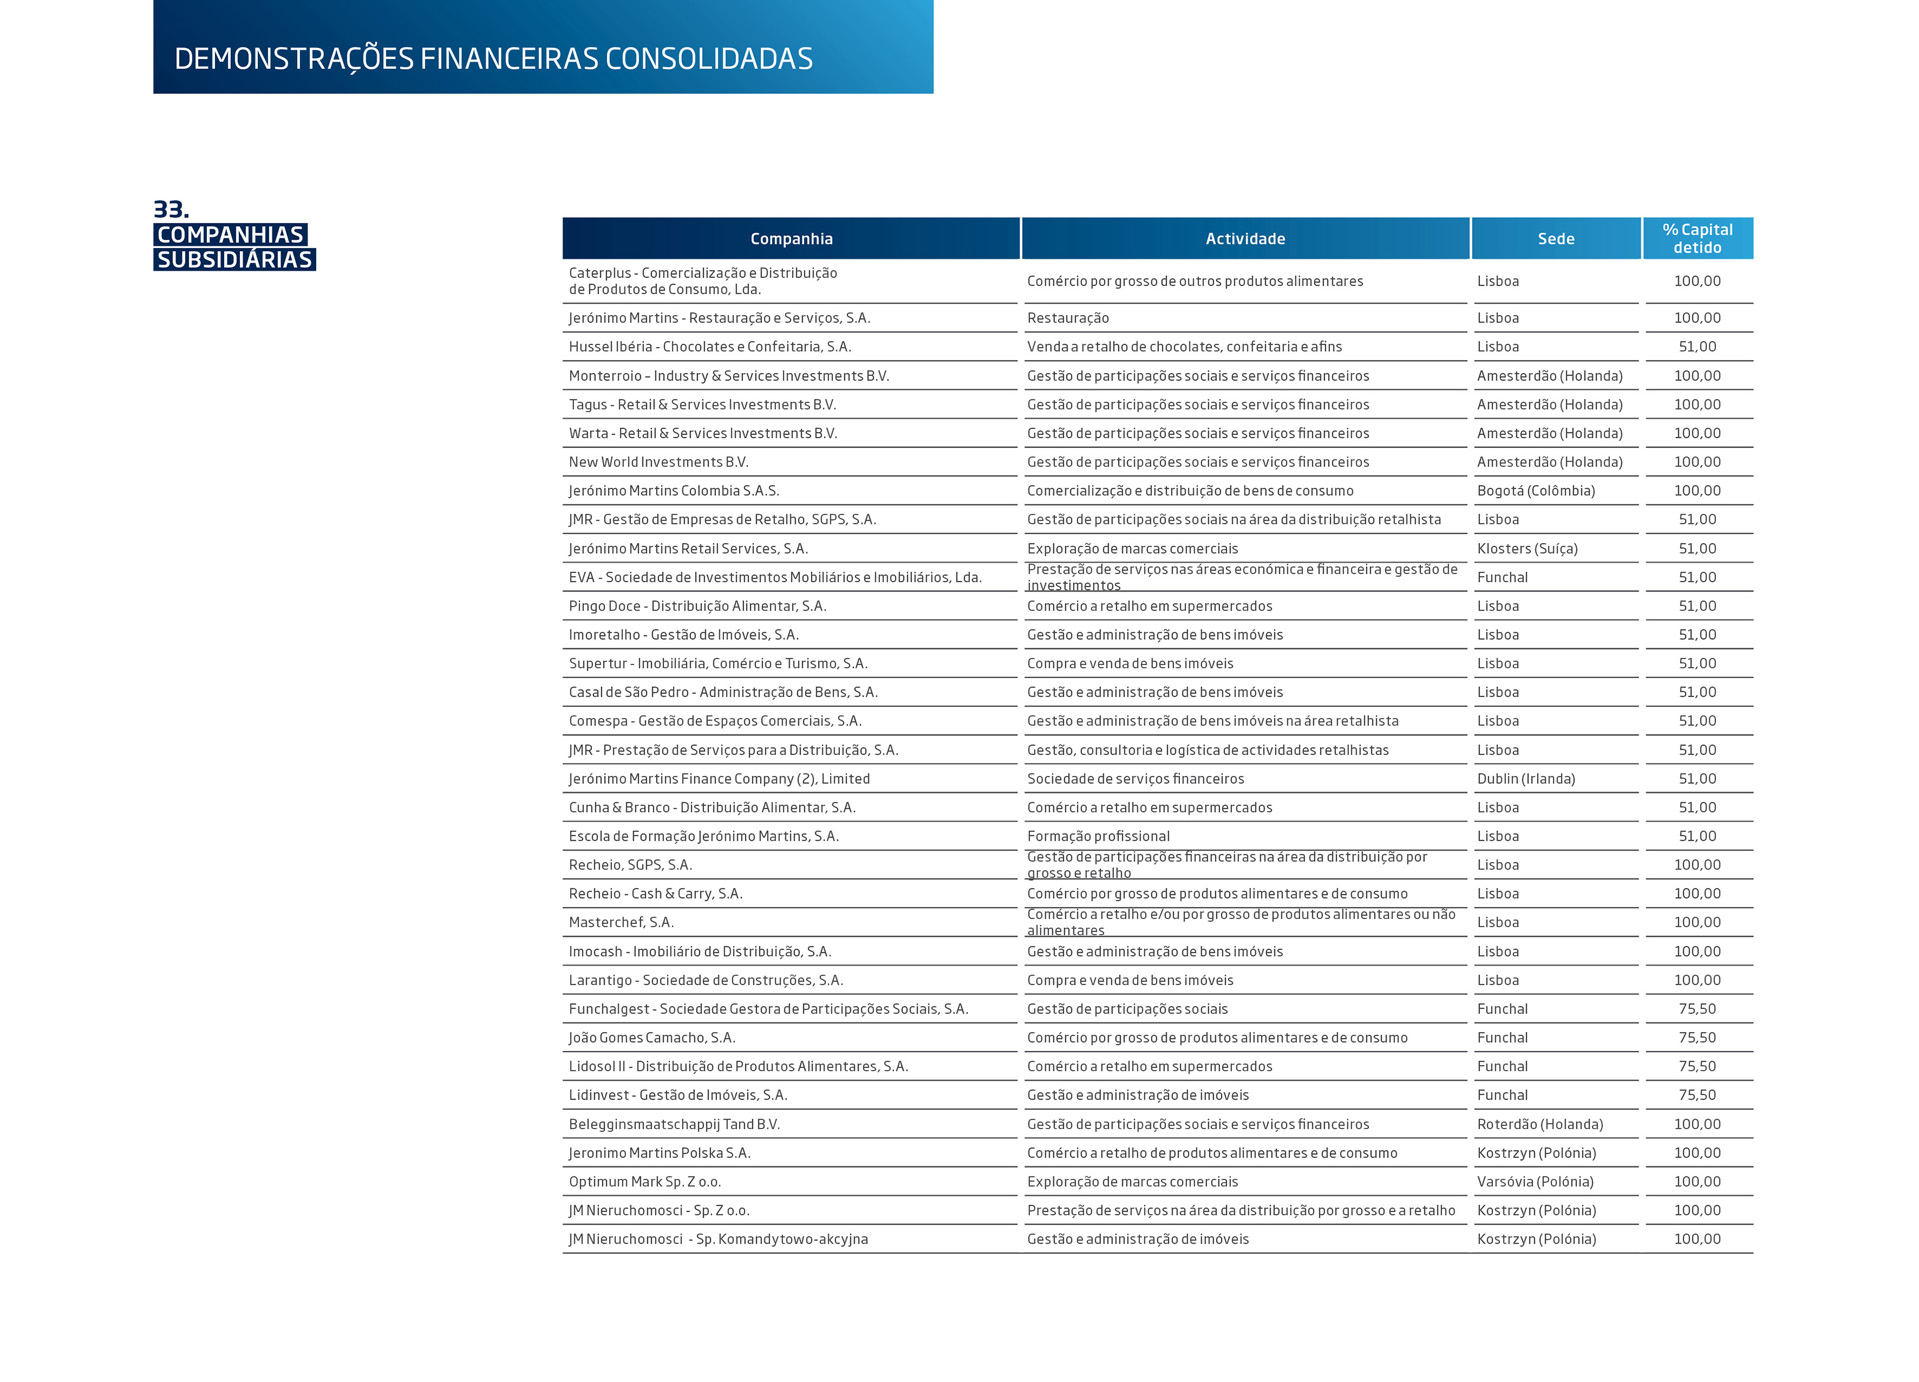 DEMONSTRAÇÕES FINANCEIRAS CONSOLIDADAS
33.
COMPANHIAS
SUBSIDIÁRIAS
Companhia Actividade Sede % Capital detido
Caterplus - Comercialização e Distribuição
de Produtos de Consumo, Lda. Comércio por grosso de outros produtos alimentares Lisboa 100,00
Jerónimo Martins - Restauração e Serviços, S.A. Restauração Lisboa 100,00
Hussel Ibéria - Chocolates e Confeitaria, S.A. Venda a retalho de chocolates, confeitaria e afins Lisboa 51,00
Monterroio – Industry & Services Investments B.V. Gestão de participações sociais e serviços financeiros Amesterdão (Holanda) 100,00
Tagus - Retail & Services Investments B.V. Gestão de participações sociais e serviços financeiros Amesterdão (Holanda) 100,00
Warta - Retail & Services Investments B.V. Gestão de participações sociais e serviços financeiros Amesterdão (Holanda) 100,00
New World Investments B.V. Gestão de participações sociais e serviços financeiros Amesterdão (Holanda) 100,00
Jerónimo Martins Colombia S.A.S. Comercialização e distribuição de bens de consumo Bogotá (Colômbia) 100,00
JMR - Gestão de Empresas de Retalho, SGPS, S.A. Gestão de participações sociais na área da distribuição retalhista Lisboa 51,00
Jerónimo Martins Retail Services, S.A. Exploração de marcas comerciais Klosters (Suíça) 51,00
EVA - Sociedade de Investimentos Mobiliários e Imobiliários, Lda. Prestação de serviços nas áreas económica e financeira e gestão de
investimentos Funchal 51,00
Pingo Doce - Distribuição Alimentar, S.A. Comércio a retalho em supermercados Lisboa 51,00
Imoretalho - Gestão de Imóveis, S.A. Gestão e administração de bens imóveis Lisboa 51,00
Supertur - Imobiliária, Comércio e Turismo, S.A. Compra e venda de bens imóveis Lisboa 51,00
Casal de São Pedro - Administração de Bens, S.A. Gestão e administração de bens imóveis Lisboa 51,00
Comespa - Gestão de Espaços Comerciais, S.A. Gestão e administração de bens imóveis na área retalhista Lisboa 51,00
JMR - Prestação de Serviços para a Distribuição, S.A. Gestão, consultoria e logística de actividades retalhistas Lisboa 51,00
Jerónimo Martins Finance Company (2), Limited Sociedade de serviços financeiros Dublin (Irlanda) 51,00
Cunha & Branco - Distribuição Alimentar, S.A. Comércio a retalho em supermercados Lisboa 51,00
Escola de Formação Jerónimo Martins, S.A. Formação profissional Lisboa 51,00
Recheio, SGPS, S.A. Gestão de participações financeiras na área da distribuição por
grosso e retalho Lisboa 100,00
Recheio - Cash & Carry, S.A. Comércio por grosso de produtos alimentares e de consumo Lisboa 100,00
Masterchef, S.A. Comércio a retalho e/ou por grosso de produtos alimentares ou não
alimentares Lisboa 100,00
Imocash - Imobiliário de Distribuição, S.A. Gestão e administração de bens imóveis Lisboa 100,00
Larantigo - Sociedade de Construções, S.A. Compra e venda de bens imóveis Lisboa 100,00
Funchalgest - Sociedade Gestora de Participações Sociais, S.A. Gestão de participações sociais Funchal 75,50
João Gomes Camacho, S.A. Comércio por grosso de produtos alimentares e de consumo Funchal 75,50
Lidosol II - Distribuição de Produtos Alimentares, S.A. Comércio a retalho em supermercados Funchal 75,50
Lidinvest - Gestão de Imóveis, S.A. Gestão e administração de imóveis Funchal 75,50
Belegginsmaatschappij Tand B.V. Gestão de participações sociais e serviços financeiros Roterdão (Holanda) 100,00
Jeronimo Martins Polska S.A. Comércio a retalho de produtos alimentares e de consumo Kostrzyn (Polónia) 100,00
Optimum Mark Sp. Z o.o. Exploração de marcas comerciais Varsóvia (Polónia) 100,00
JM Nieruchomosci - Sp. Z o.o. Prestação de serviços na área da distribuição por grosso e a retalho Kostrzyn (Polónia) 100,00
JM Nieruchomosci - Sp. Komandytowo-akcyjna Gestão e administração de imóveis Kostrzyn (Polónia) 100,00